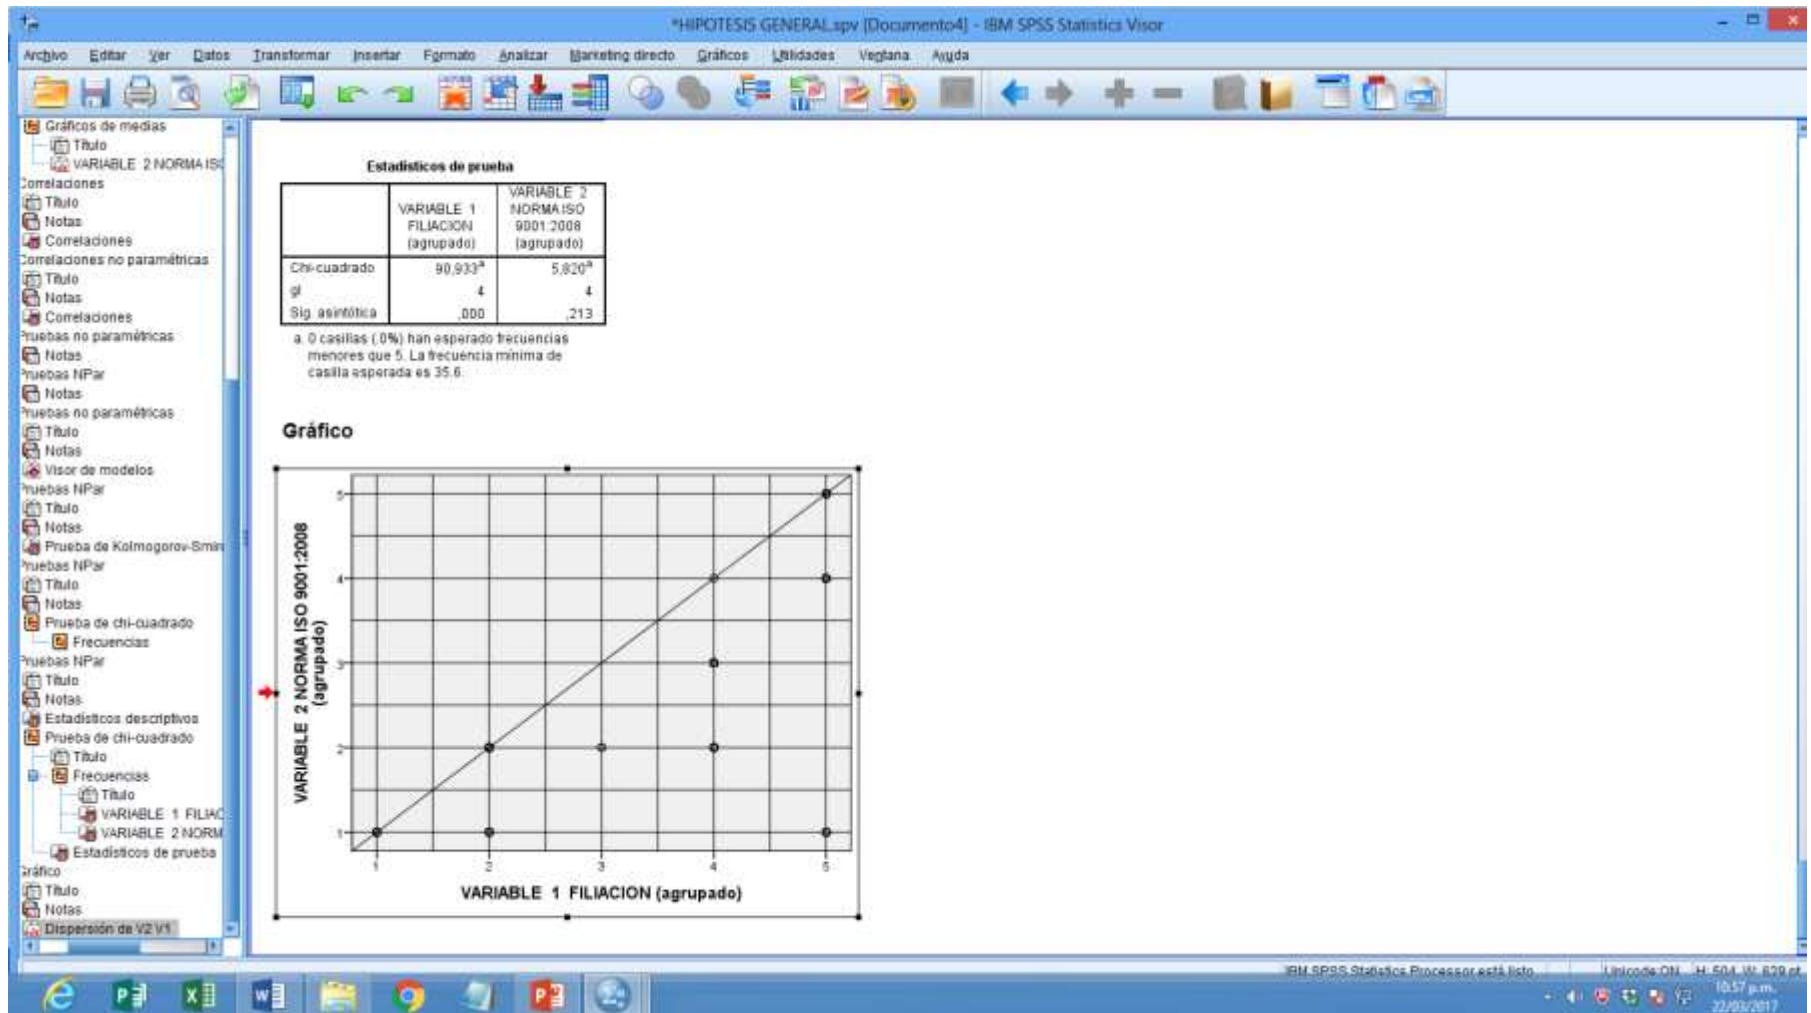 *HIPOTESIS GENERAL.spv [Documento4] - IBM SPSS Statistics Visor
Archivo Editar Ver Datos Transformar Insertar Formato Analizar Marketing directo Gráficos Utilidades Ventana Ayuda
Gráficos de medias
Título
VARIABLE 2 NORMA ISO
Correlaciones
Título
Notas
Correlaciones
Correlaciones no paramétricas
Título
Notas
Correlaciones
Pruebas no paramétricas
Notas
Pruebas NPar
Notas
Pruebas no paramétricas
Título
Notas
Visor de modelos
Pruebas NPar
Título
Notas
Prueba de Kolmogorov-Smirn
Pruebas NPar
Título
Notas
Prueba de chi-cuadrado
Frecuencias
Pruebas NPar
Título
Notas
Estadísticos descriptivos
Prueba de chi-cuadrado
Título
Frecuencias
Título
VARIABLE 1 FILIAC
VARIABLE 2 NORM
Estadísticos de prueba
Gráfico
Título
Notas
Dispersión de V2 V1
Estadísticos de prueba
VARIABLE 1 FILIACION (agrupado)
VARIABLE 2 NORMA ISO 9001:2008 (agrupado)
Chi-cuadrado 90,933a 5,820a
gl 4 4
Sig. asintótica ,000 ,213
a. 0 casillas (.0%) han esperado frecuencias
menores que 5. La frecuencia mínima de
casilla esperada es 35.6.
Gráfico
VARIABLE 2 NORMA ISO 9001:2008
(agrupado)
5
4
3
2
1
1 2 3 4 5
VARIABLE 1 FILIACION (agrupado)
IBM SPSS Statistics Processor está listo Unicode:ON H: 504, W: 629 pt
10:57 p.m.
22/03/2017